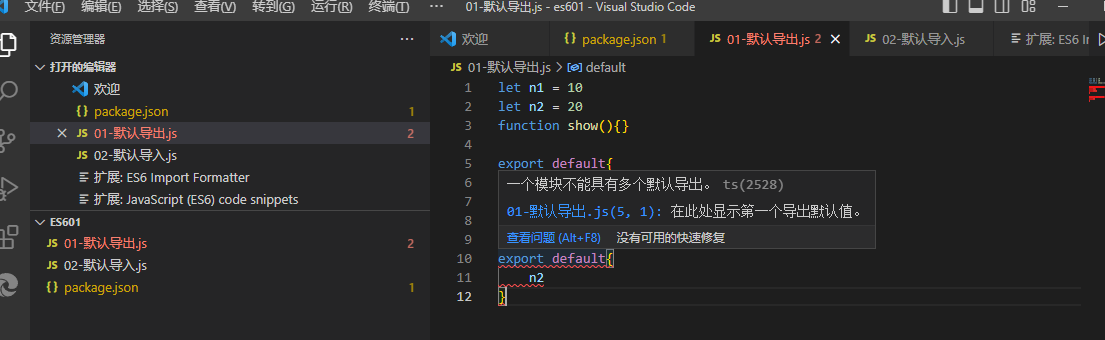 文件(F) 编辑(E) 选择(S) 查看(V) 转到(G) 运行(R) 终端(T) ··· 01-默认导出.js - es601 - Visual Studio Code
资源管理器 ···
打开的编辑器
欢迎
{} package.json 1
JS 01-默认导出.js 2
JS 02-默认导入.js
扩展: ES6 Import Formatter
扩展: JavaScript (ES6) code snippets
ES601
JS 01-默认导出.js 2
JS 02-默认导入.js
{} package.json 1
欢迎 {} package.json 1 JS 01-默认导出.js 2 JS 02-默认导入.js 扩展: ES6
JS 01-默认导出.js > default
1 let n1 = 10
2 let n2 = 20
3 function show(){}
4
5 export default{
6 一个模块不能具有多个默认导出。 ts(2528)
7
8 01-默认导出.js(5, 1): 在此处显示第一个导出默认值。
9 查看问题 (Alt+F8) 没有可用的快速修复
10 export default{
11 n2
12 }